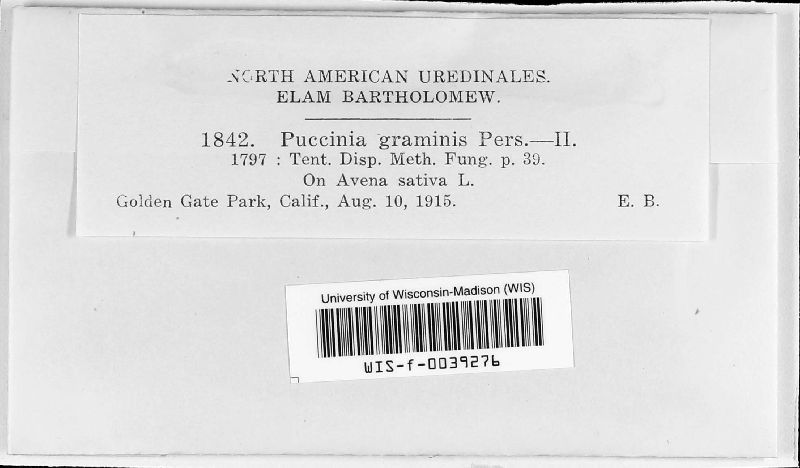 NORTH AMERICAN UREDINALES.
ELAM BARTHOLOMEW.
1842. Puccinia graminis Pers.—II.
1797 : Tent. Disp. Meth. Fung. p. 39.
On Avena sativa L.
Golden Gate Park, Calif., Aug. 10, 1915. E. B.
University of Wisconsin-Madison (WIS)
WIS-f-0039276